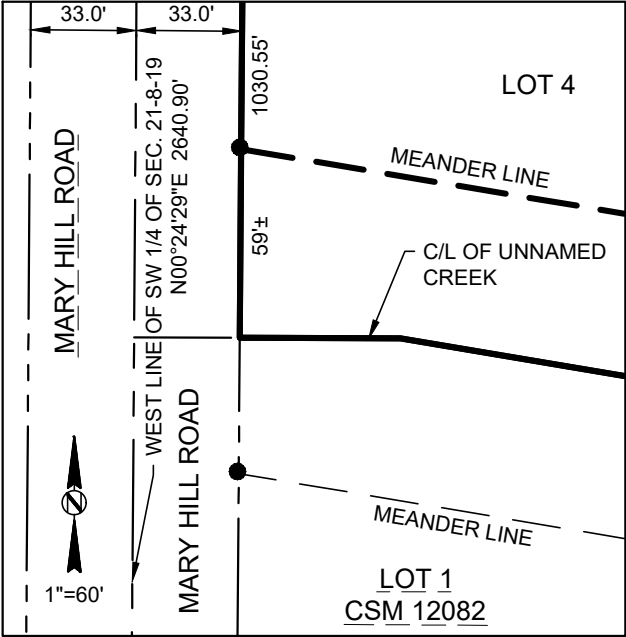 33.0'
33.0'
1030.55'
LOT 4
MEANDER LINE
59'±
C/L OF UNNAMED
CREEK
MARY HILL ROAD
WEST LINE OF SW 1/4 OF SEC. 21-8-19
N00°24'29"E 2640.90'
MARY HILL ROAD
MEANDER LINE
N
1"=60'
LOT 1
CSM 12082